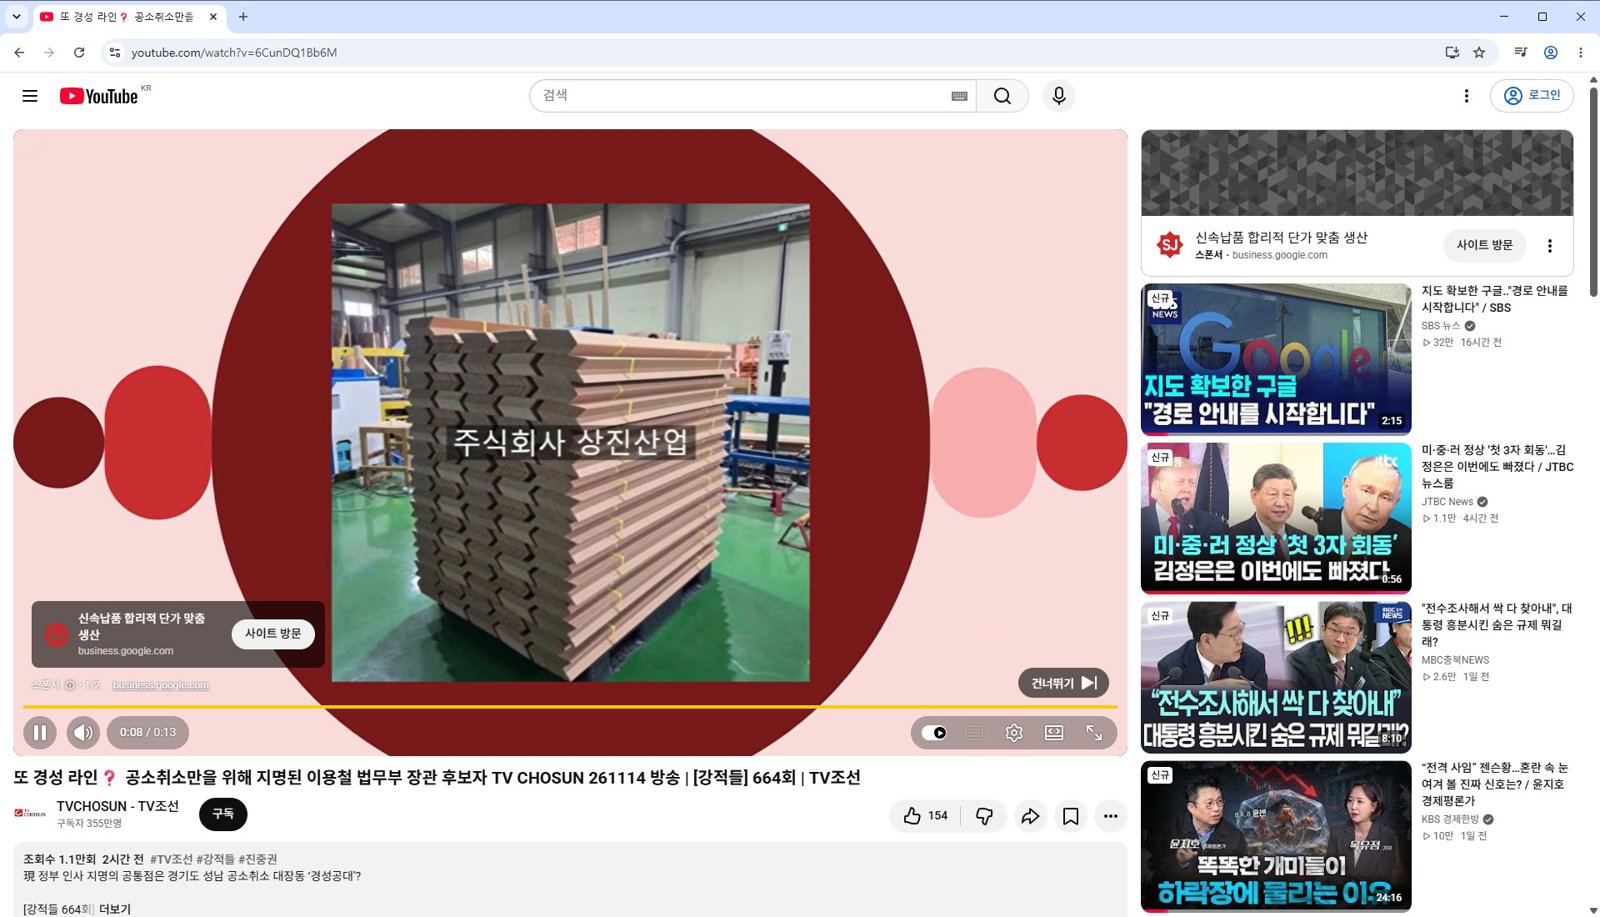 또 경성 라인❓ 공소취소만을
youtube.com/watch?v=6CunDQ1Bb6M
YouTube KR
검색
로그인
주식회사 상진산업
신속납품 합리적 단가 맞춤
생산
business.google.com
사이트 방문
스폰서 · 1/2 business.google.com
건너뛰기
0:08 / 0:13
또 경성 라인❓ 공소취소만을 위해 지명된 이용철 법무부 장관 후보자 TV CHOSUN 261114 방송 | [강적들] 664회 | TV조선
TVCHOSUN - TV조선
구독자 355만명
구독
154
조회수 1.1만회 2시간 전 #TV조선 #강적들 #진중권
現 정부 인사 지명의 공통점은 경기도 성남 공소취소 대장동 ‘경성공대’?
[강적들 664회] 더보기
SJ
신속납품 합리적 단가 맞춤 생산
스폰서 · business.google.com
사이트 방문
신규
SBS
NEWS
Google
지도 확보한 구글
"경로 안내를 시작합니다"
2:15
지도 확보한 구글.."경로 안내를
시작합니다" / SBS
SBS 뉴스
32만 16시간 전
신규
jtbc
news
미·중·러 정상 '첫 3자 회동'
김정은은 이번에도 빠졌다
0:56
미·중·러 정상 '첫 3자 회동'…김
정은은 이번에도 빠졌다 / JTBC
뉴스룸
JTBC News
1.1만 4시간 전
신규
!!!
MBC충북
NEWS
“전수조사해서 싹 다 찾아내”
대통령 흥분시킨 숨은 규제 뭐길래?
8:10
"전수조사해서 싹 다 찾아내", 대
통령 흥분시킨 숨은 규제 뭐길
래?
MBC충북NEWS
2.6만 1일 전
신규
a.k.a 윤쎈
윤지호 경제평론가
똑똑한 개미들이
하락장에 물리는 이유
24:16
“전격 사임” 젠슨황…혼란 속 눈
여겨 볼 진짜 신호는? / 윤지호
경제평론가
KBS 경제한방
10만 1일 전